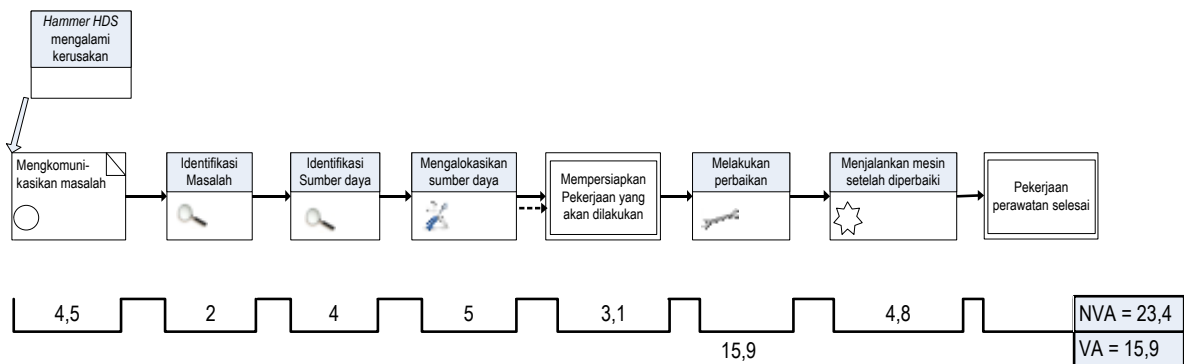 Hammer HDS
mengalami
kerusakan
Mengkomuni-
kasikan masalah
Identifikasi
Masalah
Identifikasi
Sumber daya
Mengalokasikan
sumber daya
Mempersiapkan
Pekerjaan yang
akan dilakukan
Melakukan
perbaikan
Menjalankan mesin
setelah diperbaiki
Pekerjaan
perawatan selesai
4,5
2
4
5
3,1
15,9
4,8
NVA = 23,4
VA = 15,9